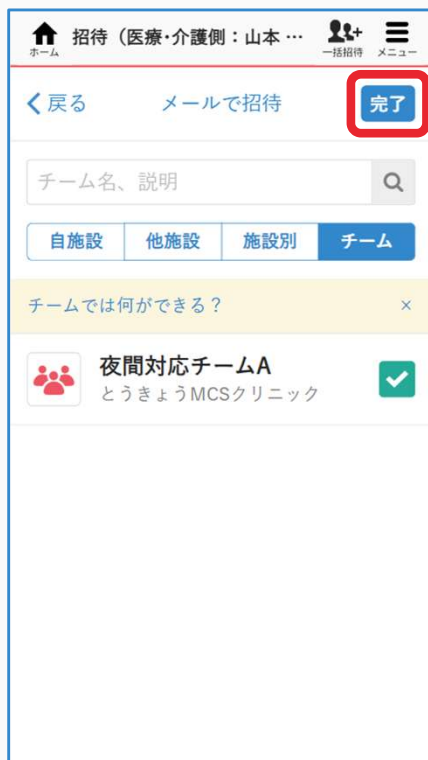 招待（医療・介護側：山本 …
ホーム
一括招待
メニュー
戻る
メールで招待
完了
チーム名、説明
自施設
他施設
施設別
チーム
チームでは何ができる？
×
夜間対応チームA
とうきょうMCSクリニック